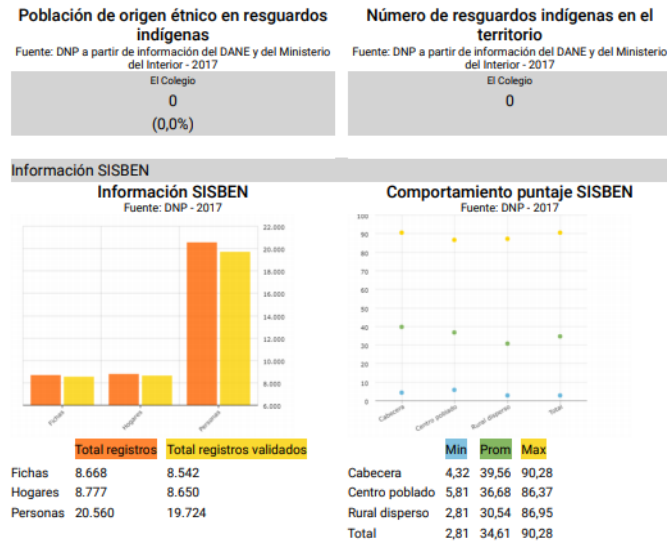 Población de origen étnico en resguardos
indígenas
Fuente: DNP a partir de información del DANE y del Ministerio
del Interior - 2017
El Colegio
0
(0,0%)
Número de resguardos indígenas en el
territorio
Fuente: DNP a partir de información del DANE y del Ministerio
del Interior - 2017
El Colegio
0
Información SISBEN
Información SISBEN
Fuente: DNP - 2017
22.000
20.000
18.000
16.000
14.000
12.000
10.000
8.000
6.000
Fichas
Hogares
Personas
Total registros Total registros validados
Fichas 8.668 8.542
Hogares 8.777 8.650
Personas 20.560 19.724
Comportamiento puntaje SISBEN
Fuente: DNP - 2017
100
90
80
70
60
50
40
30
20
10
0
Cabecera
Centro poblado
Rural disperso
Total
Min Prom Max
Cabecera 4,32 39,56 90,28
Centro poblado 5,81 36,68 86,37
Rural disperso 2,81 30,54 86,95
Total 2,81 34,61 90,28